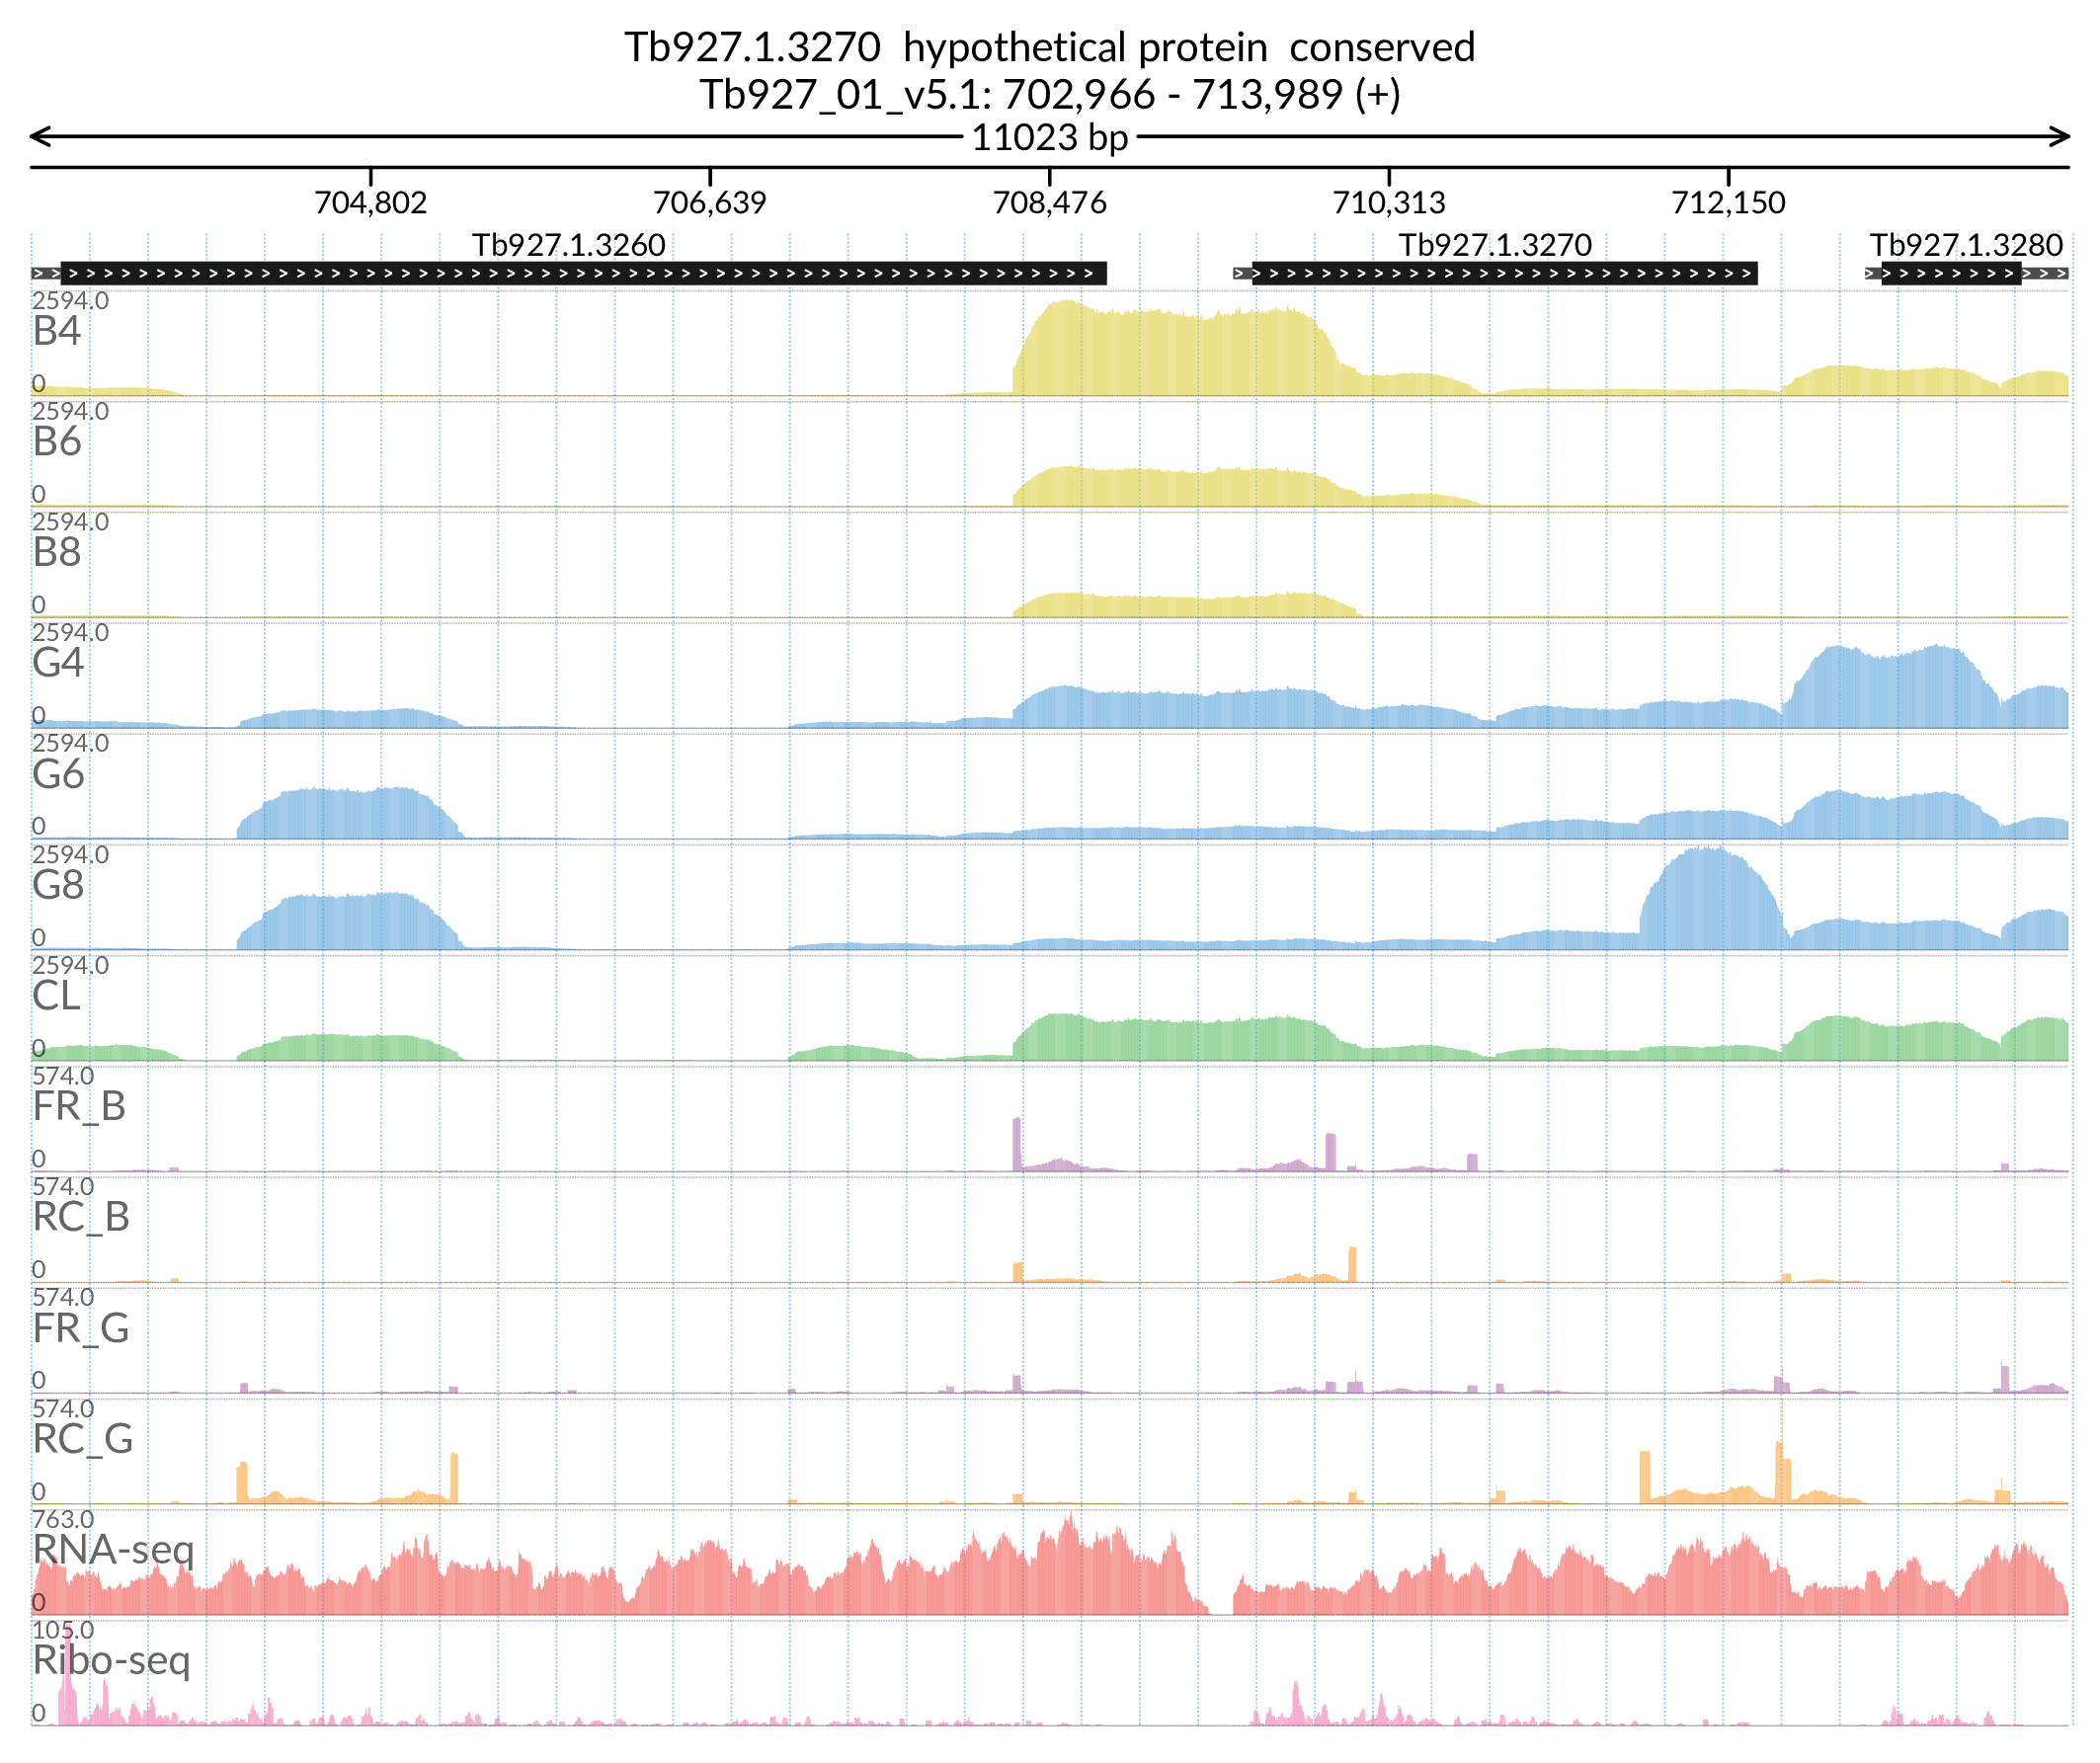 Tb927.1.3270 hypothetical protein conserved
Tb927_01_v5.1: 702,966 - 713,989 (+)
11023 bp
704,802 706,639 708,476 710,313 712,150
Tb927.1.3260 Tb927.1.3270 Tb927.1.3280
2594.0
B4
0
2594.0
B6
0
2594.0
B8
0
2594.0
G4
0
2594.0
G6
0
2594.0
G8
0
2594.0
CL
0
574.0
FR_B
0
574.0
RC_B
0
574.0
FR_G
0
574.0
RC_G
0
763.0
RNA-seq
0
105.0
Ribo-seq
0